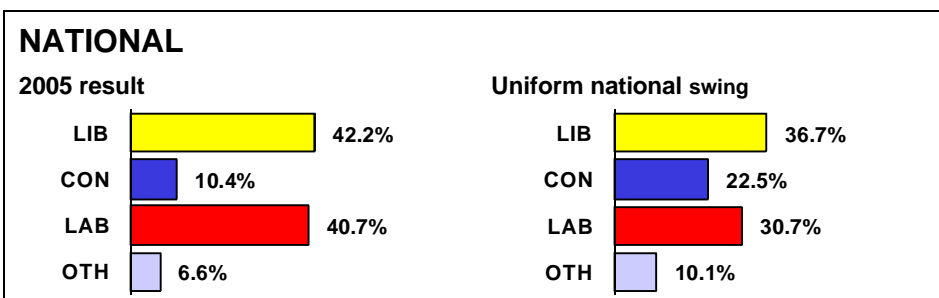 NATIONAL
2005 result
LIB 42.2%
CON 10.4%
LAB 40.7%
OTH 6.6%
Uniform national swing
LIB 36.7%
CON 22.5%
LAB 30.7%
OTH 10.1%